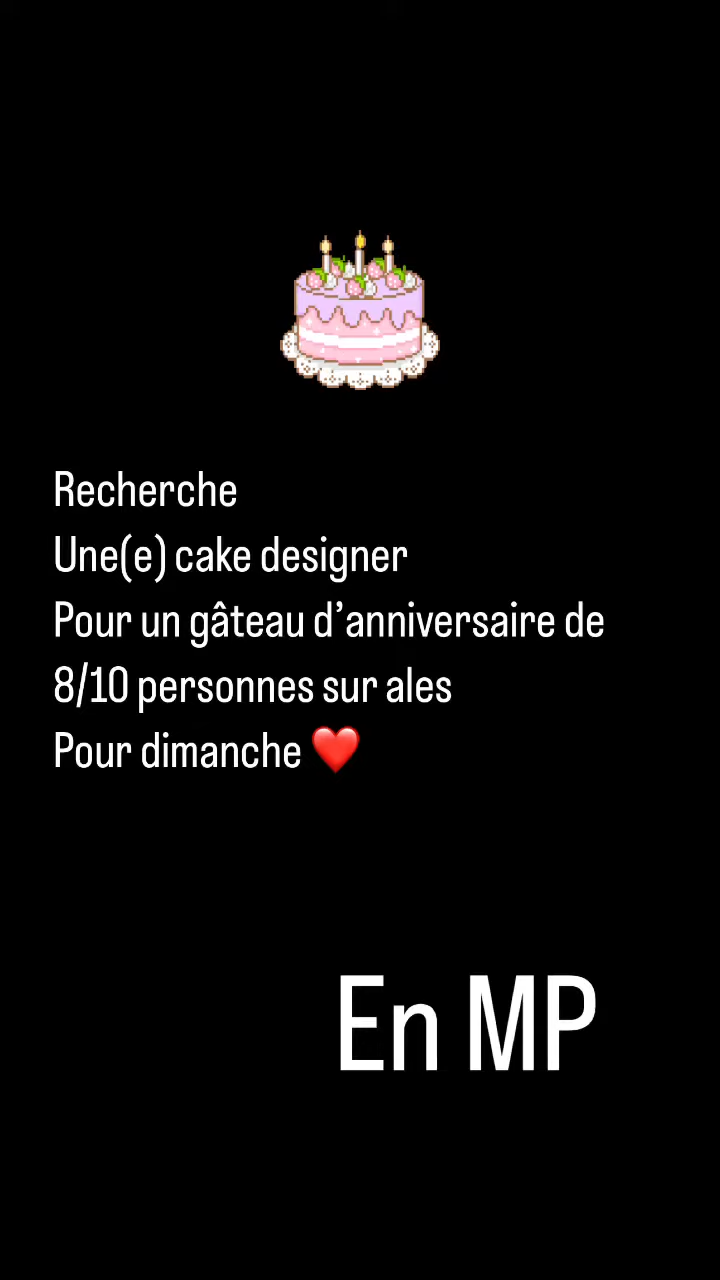 Recherche
Une(e) cake designer
Pour un gâteau d’anniversaire de
8/10 personnes sur ales
Pour dimanche ❤️
En MP